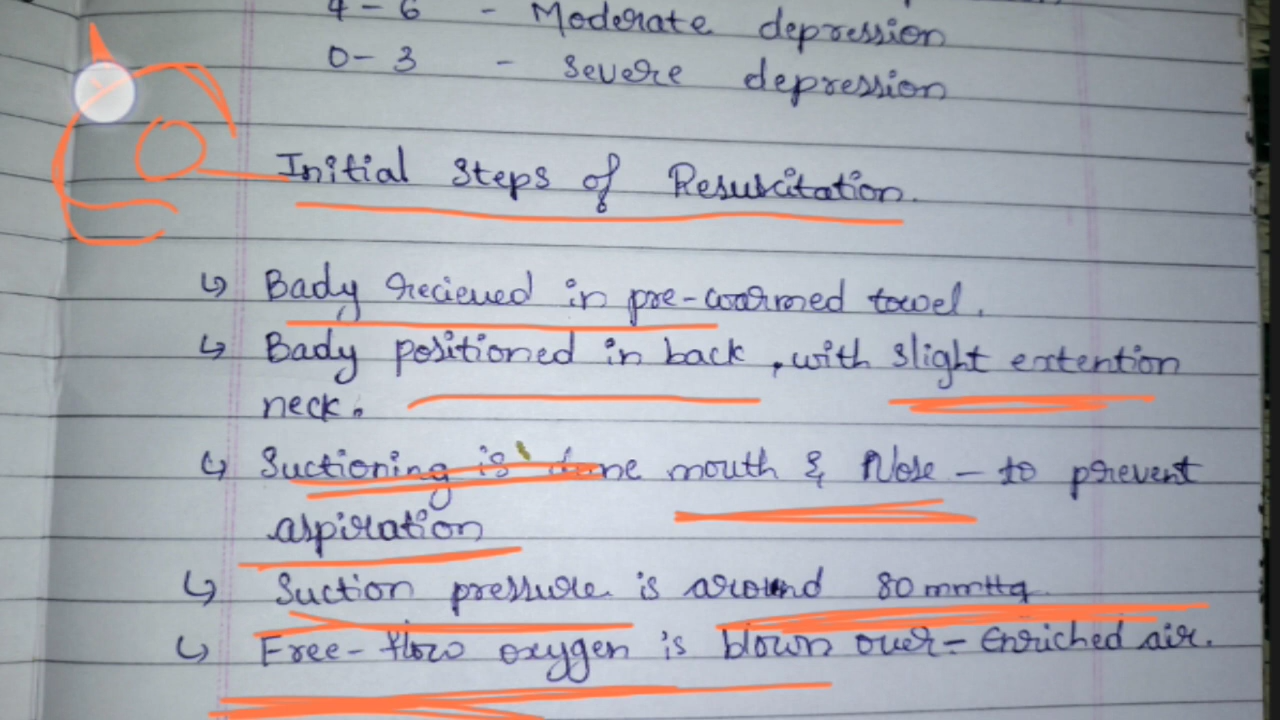 4 - 6 - Moderate depression
0 - 3 - Severe depression
Initial Steps of Resuscitation.
↳ Bady recieved in pre-warmed towel.
↳ Bady positioned in back, with slight extention
neck.
↳ Suctioning is done mouth & Nose - to prevent
aspiration
↳ Suction pressure is around 80 mmHg.
↳ Free-flow oxygen is blown over - Enriched air.